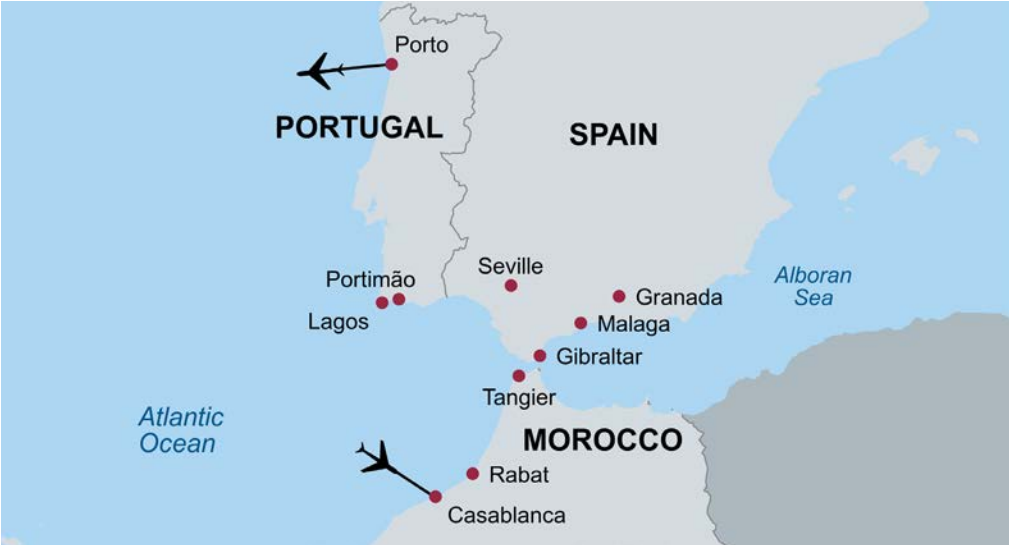 Porto
PORTUGAL
SPAIN
Portimão
Lagos
Seville
Granada
Malaga
Gibraltar
Tangier
Alboran
Sea
Atlantic
Ocean
MOROCCO
Rabat
Casablanca